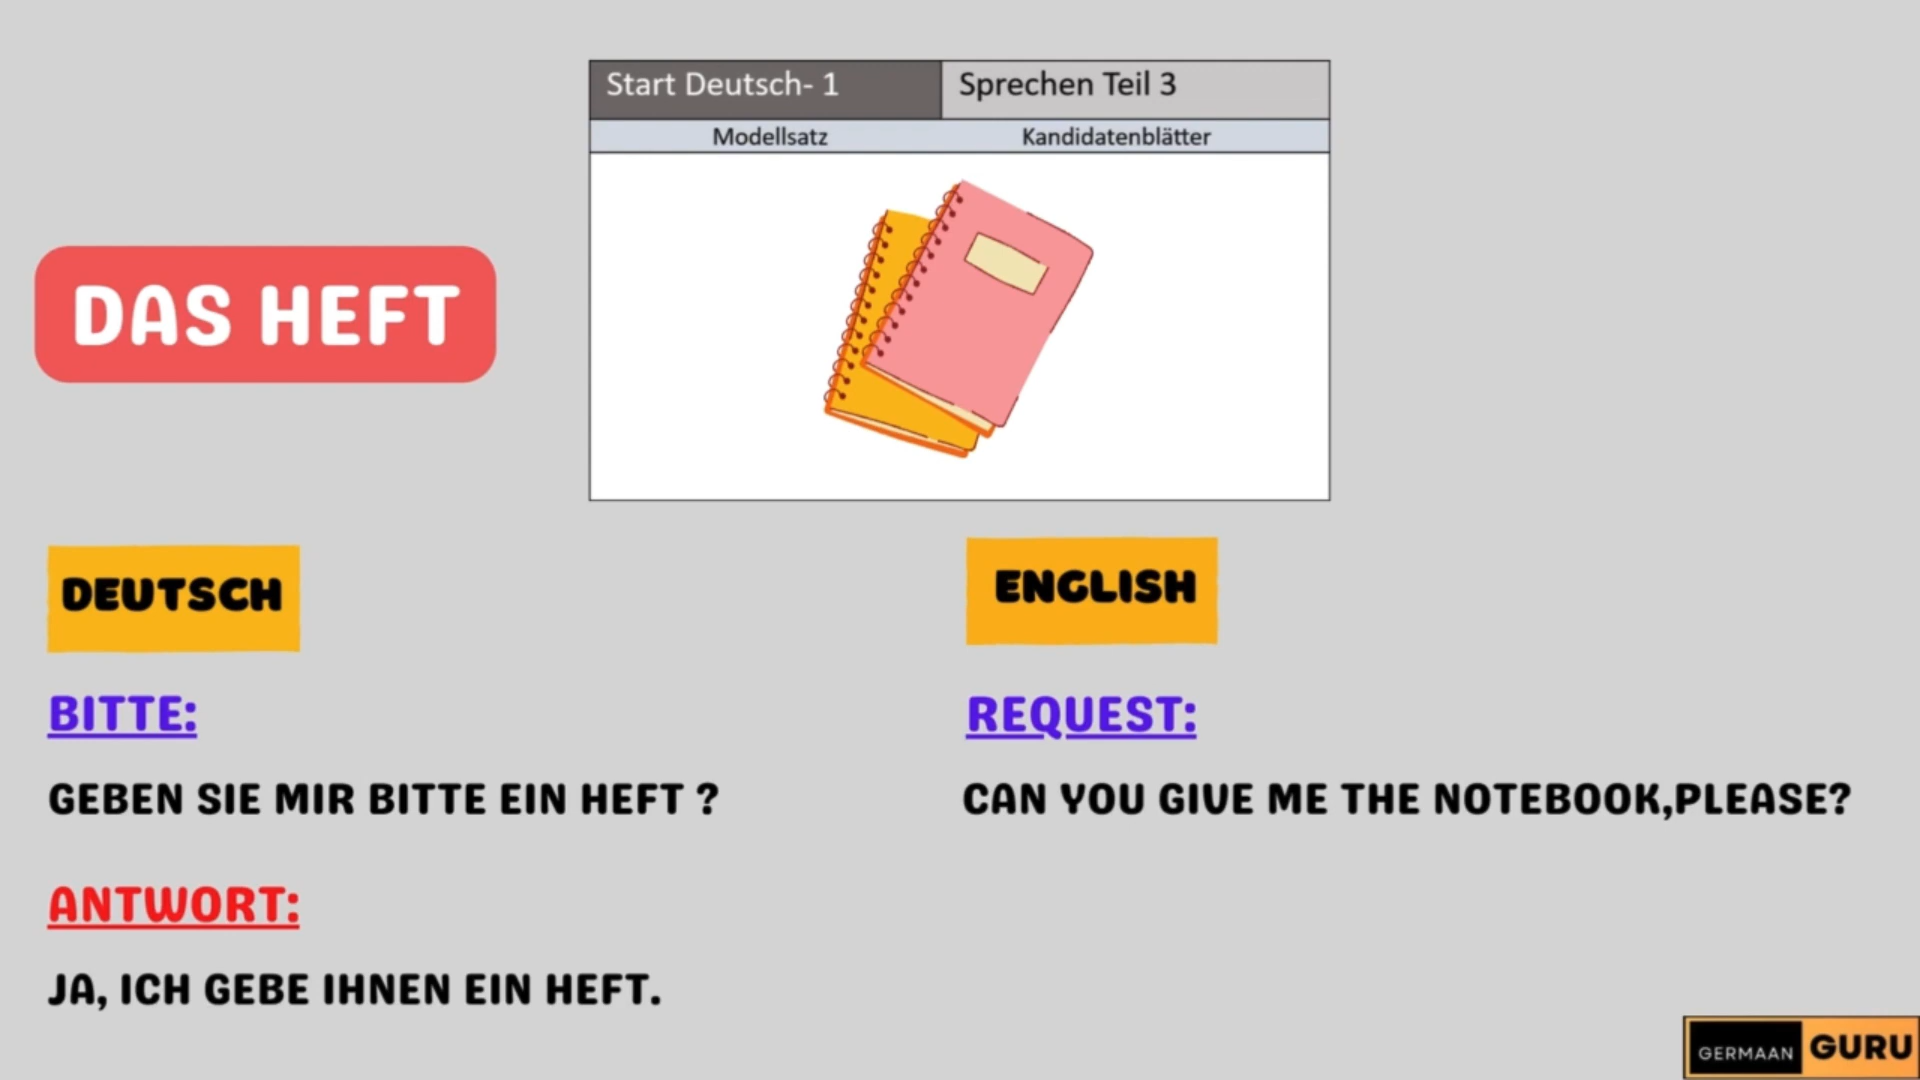 Start Deutsch- 1
Sprechen Teil 3
Modellsatz
Kandidatenblätter
DAS HEFT
DEUTSCH
BITTE:
GEBEN SIE MIR BITTE EIN HEFT ?
ANTWORT:
JA, ICH GEBE IHNEN EIN HEFT.
ENGLISH
REQUEST:
CAN YOU GIVE ME THE NOTEBOOK,PLEASE?
GERMAAN GURU